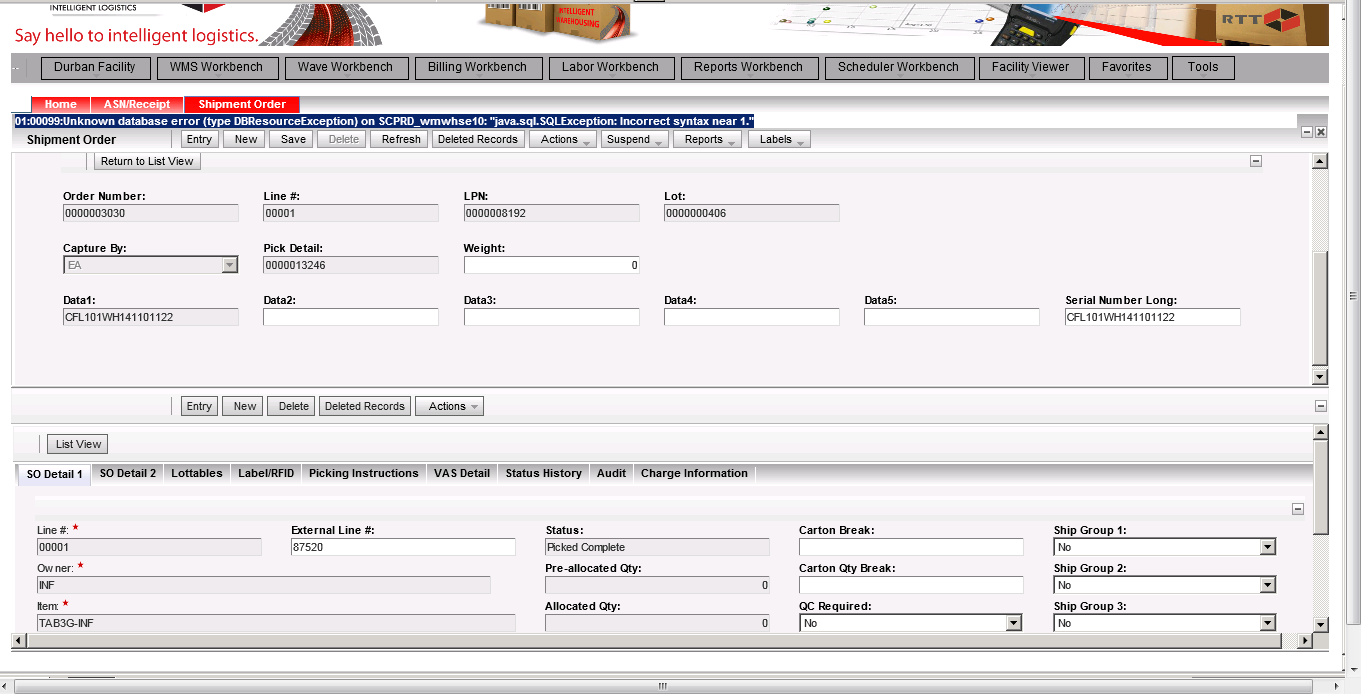 INTELLIGENT LOGISTICS
Say hello to intelligent logistics.
INTELLIGENT
WAREHOUSING
RTT
Durban Facility WMS Workbench Wave Workbench Billing Workbench Labor Workbench Reports Workbench Scheduler Workbench Facility Viewer Favorites Tools
Home ASN/Receipt Shipment Order
01:00099:Unknown database error (type DBResourceException) on SCPRD_wmwhse10: "java.sql.SQLException: Incorrect syntax near 1."
Shipment Order Entry New Save Delete Refresh Deleted Records Actions Suspend Reports Labels
Return to List View
Order Number: Line #: LPN: Lot:
0000003030 00001 0000008192 0000000406
Capture By: Pick Detail: Weight:
EA 0000013246 0
Data1: Data2: Data3: Data4: Data5: Serial Number Long:
CFL101WH141101122 CFL101WH141101122
Entry New Delete Deleted Records Actions
List View
SO Detail 1 SO Detail 2 Lottables Label/RFID Picking Instructions VAS Detail Status History Audit Charge Information
Line #: * External Line #: Status: Carton Break: Ship Group 1:
00001 87520 Picked Complete No
Owner: * Pre-allocated Qty: Carton Qty Break: Ship Group 2:
INF 0 No
Item: * Allocated Qty: QC Required: Ship Group 3:
TAB3G-INF 0 No No